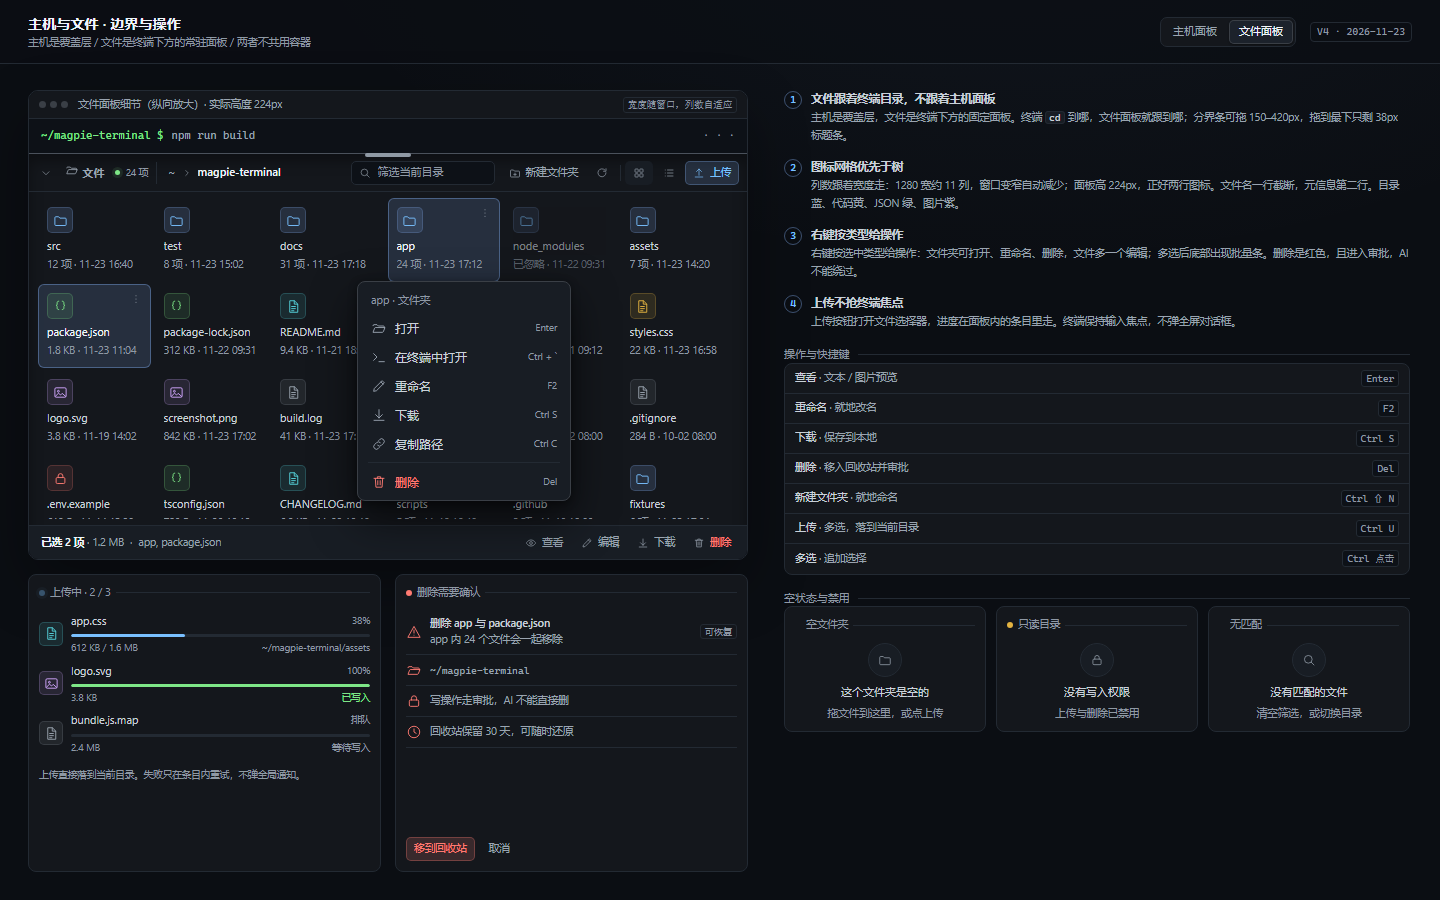 主机与文件 · 边界与操作
主机是覆盖层 / 文件是终端下方的常驻面板 / 两者不共用容器
主机面板
文件面板
V4 · 2026-11-23
文件面板细节（纵向放大）· 实际高度 224px
宽度随窗口，列数自适应
~/magpie-terminal $ npm run build
· · ·
文件
24 项
~ › magpie-terminal
筛选当前目录
新建文件夹
上传
src
12 项 · 11-23 16:40
test
8 项 · 11-23 15:02
docs
31 项 · 11-23 17:18
app
24 项 · 11-23 17:12
node_modules
已忽略 · 11-22 09:31
assets
7 项 · 11-23 14:20
package.json
1.8 KB · 11-23 11:04
package-lock.json
312 KB · 11-22 09:31
README.md
9.4 KB · 11-21 18:
1 09:12
styles.css
22 KB · 11-23 16:58
logo.svg
3.8 KB · 11-19 14:02
screenshot.png
842 KB · 11-23 17:02
build.log
41 KB · 11-23 17:
2 08:00
.gitignore
284 B · 10-02 08:00
.env.example
tsconfig.json
CHANGELOG.md
scripts
.github
fixtures
app · 文件夹
打开 Enter
在终端中打开 Ctrl + `
重命名 F2
下载 Ctrl S
复制路径 Ctrl C
删除 Del
已选 2 项 · 1.2 MB · app, package.json
查看
编辑
下载
删除
上传中 · 2 / 3
app.css 38%
612 KB / 1.6 MB ~/magpie-terminal/assets
logo.svg 100%
3.8 KB 已写入
bundle.js.map 排队
2.4 MB 等待写入
上传直接落到当前目录。失败只在条目内重试，不弹全局通知。
删除需要确认
删除 app 与 package.json
app 内 24 个文件会一起移除
可恢复
~/magpie-terminal
写操作走审批，AI 不能直接删
回收站保留 30 天，可随时还原
移到回收站
取消
1 文件跟着终端目录，不跟着主机面板
主机是覆盖层，文件是终端下方的固定面板。终端 cd 到哪，文件面板就跟到哪；分界条可拖 150–420px，拖到最下只剩 38px
标题条。
2 图标网格优先于树
列数跟着宽度走：1280 宽约 11 列，窗口变窄自动减少；面板高 224px，正好两行图标。文件名一行截断，元信息第二行。目录
蓝、代码黄、JSON 绿、图片紫。
3 右键按类型给操作
右键按选中类型给操作：文件夹可打开、重命名、删除，文件多一个编辑；多选后底部出现批量条。删除是红色，且进入审批，AI
不能绕过。
4 上传不抢终端焦点
上传按钮打开文件选择器，进度在面板内的条目里走。终端保持输入焦点，不弹全屏对话框。
操作与快捷键
查看 · 文本 / 图片预览 Enter
重命名 · 就地改名 F2
下载 · 保存到本地 Ctrl S
删除 · 移入回收站并审批 Del
新建文件夹 · 就地命名 Ctrl ⇧ N
上传 · 多选，落到当前目录 Ctrl U
多选 · 追加选择 Ctrl 点击
空状态与禁用
空文件夹
这个文件夹是空的
拖文件到这里，或点上传
只读目录
没有写入权限
上传与删除已禁用
无匹配
没有匹配的文件
清空筛选，或切换目录